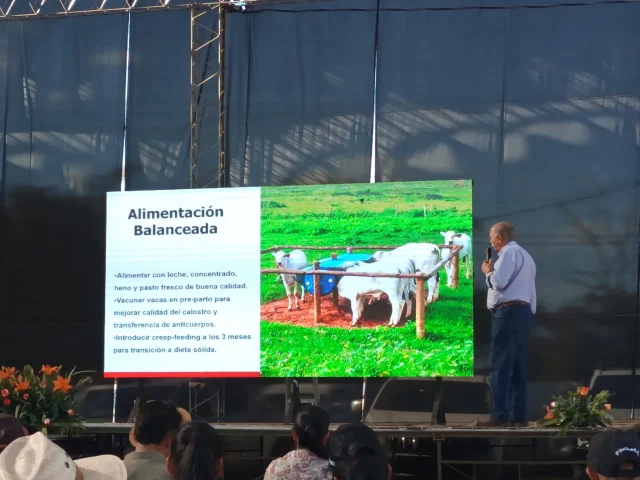 Alimentación
Balanceada
•Alimentar con leche, concentrado,
heno y pasto fresco de buena calidad.
•Vacunar vacas en pre-parto para
mejorar calidad del calostro y
transferencia de anticuerpos.
•Introducir creep-feeding a los 3 meses
para transición a dieta sólida.